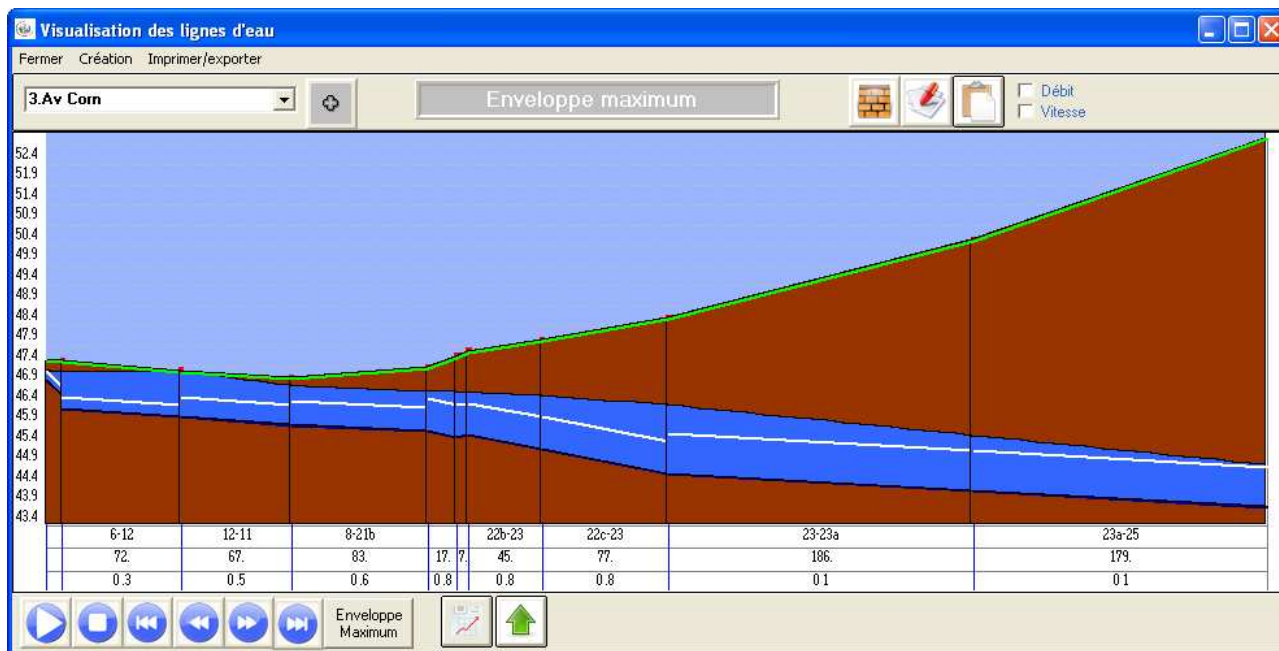 Visualisation des lignes d'eau
Fermer Création Imprimer/exporter
3.Av Corn
Enveloppe maximum
Débit
Vitesse
52.4
51.9
51.4
50.9
50.4
49.9
49.4
48.9
48.4
47.9
47.4
46.9
46.4
45.9
45.4
44.9
44.4
43.9
43.4
6-12 12-11 8-21b 22b-23 22c-23 23-23a 23a-25
72. 67. 83. 17. 7. 45. 77. 186. 179.
0.3 0.5 0.6 0.8 0.8 0.8 0 1 0 1
Enveloppe
Maximum